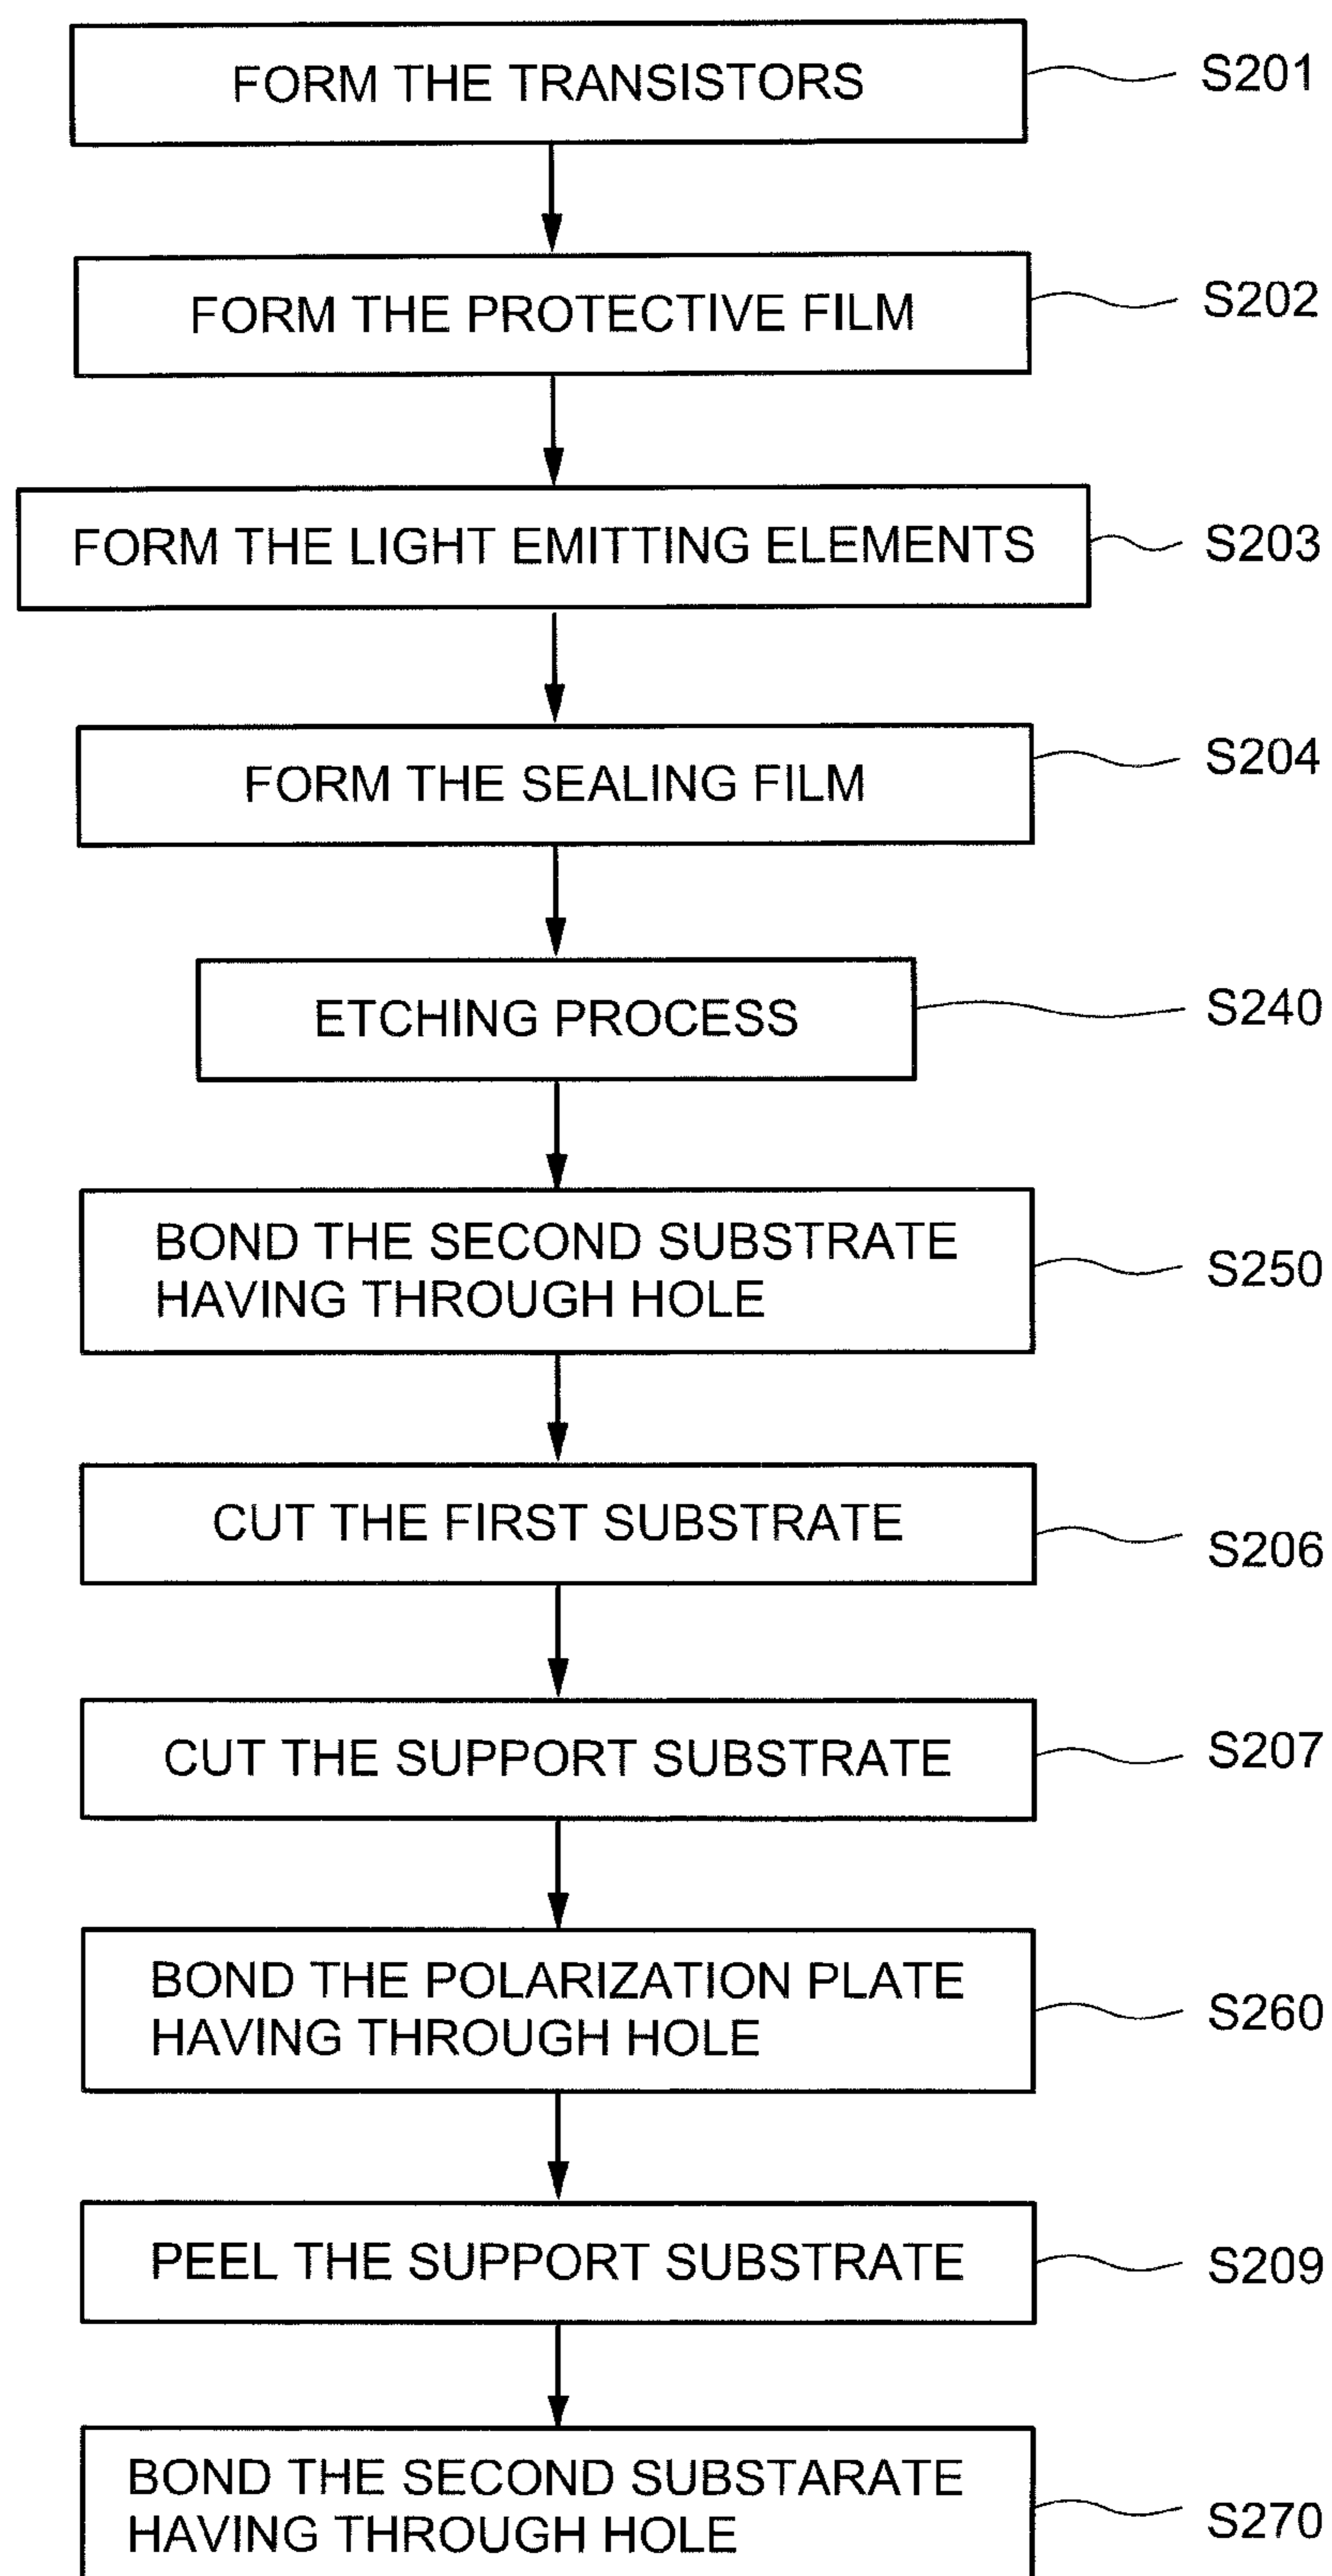 FORM THE TRANSISTORS S201
FORM THE PROTECTIVE FILM S202
FORM THE LIGHT EMITTING ELEMENTS S203
FORM THE SEALING FILM S204
ETCHING PROCESS S240
BOND THE SECOND SUBSTRATE
HAVING THROUGH HOLE
S250
CUT THE FIRST SUBSTRATE S206
CUT THE SUPPORT SUBSTRATE S207
BOND THE POLARIZATION PLATE
HAVING THROUGH HOLE
S260
PEEL THE SUPPORT SUBSTRATE S209
BOND THE SECOND SUBSTARATE
HAVING THROUGH HOLE
S270